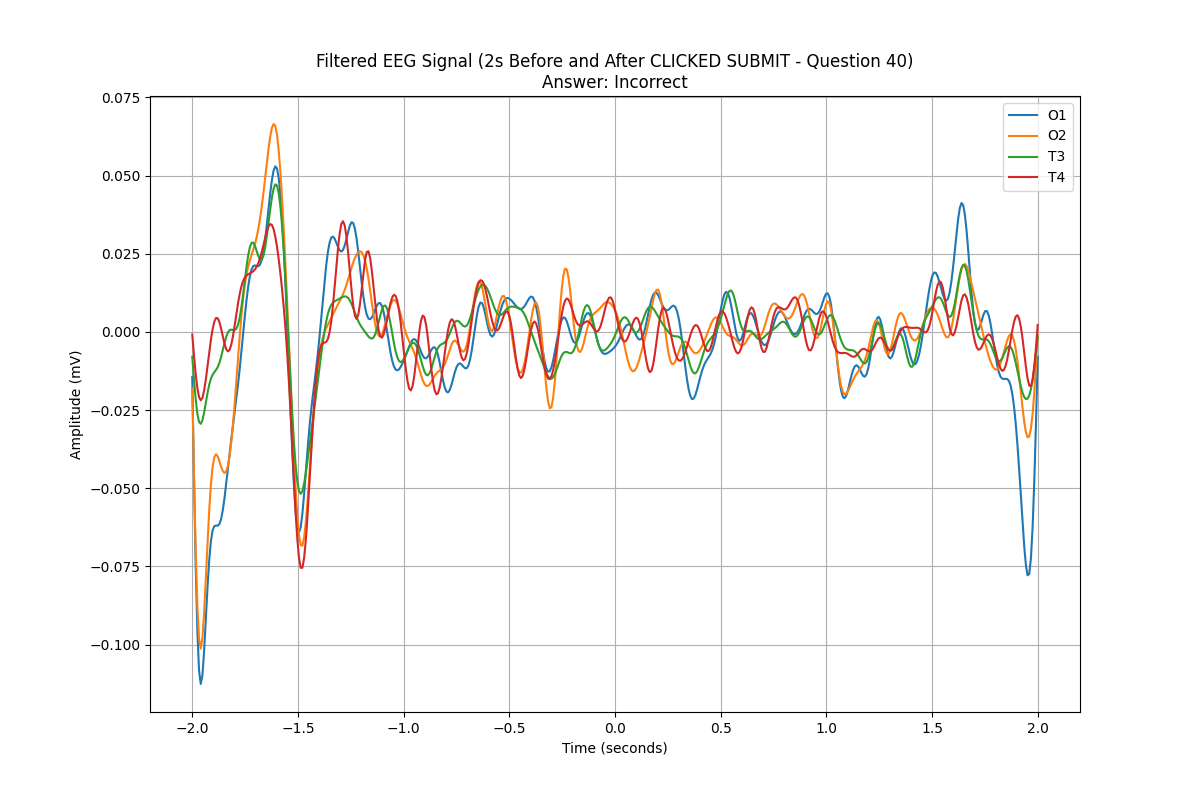 Filtered EEG Signal (2s Before and After CLICKED SUBMIT - Question 40)
Answer: Incorrect
0.075
0.050
0.025
0.000
−0.025
−0.050
−0.075
−0.100
Amplitude (mV)
O1
O2
T3
T4
−2.0
−1.5
−1.0
−0.5
0.0
0.5
1.0
1.5
2.0
Time (seconds)